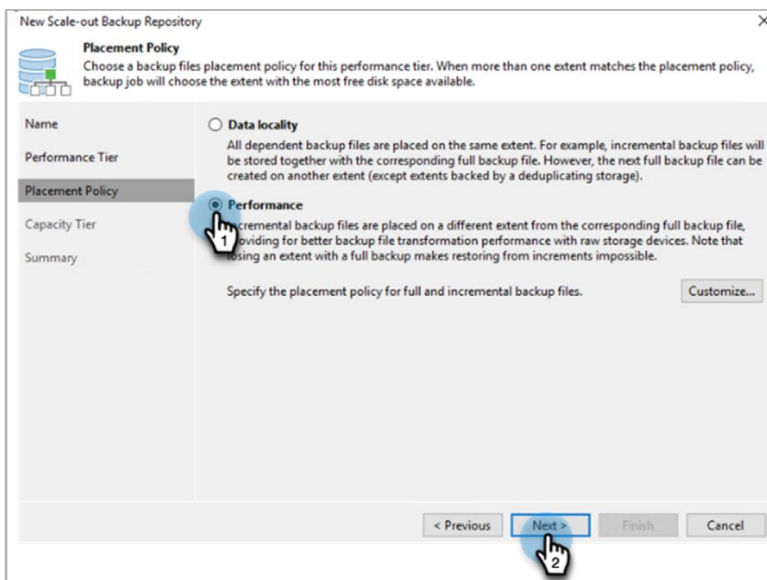 New Scale-out Backup Repository
Placement Policy
Choose a backup files placement policy for this performance tier. When more than one extent matches the placement policy,
backup job will choose the extent with the most free disk space available.
Name
Performance Tier
Placement Policy
Capacity Tier
Summary
Data locality
All dependent backup files are placed on the same extent. For example, incremental backup files will
be stored together with the corresponding full backup file. However, the next full backup file can be
created on another extent (except extents backed by a deduplicating storage).
Performance
ncremental backup files are placed on a different extent from the corresponding full backup file,
roviding for better backup file transformation performance with raw storage devices. Note that
osing an extent with a full backup makes restoring from increments impossible.
1
Specify the placement policy for full and incremental backup files.
Customize...
< Previous
Next >
Finish
Cancel
2